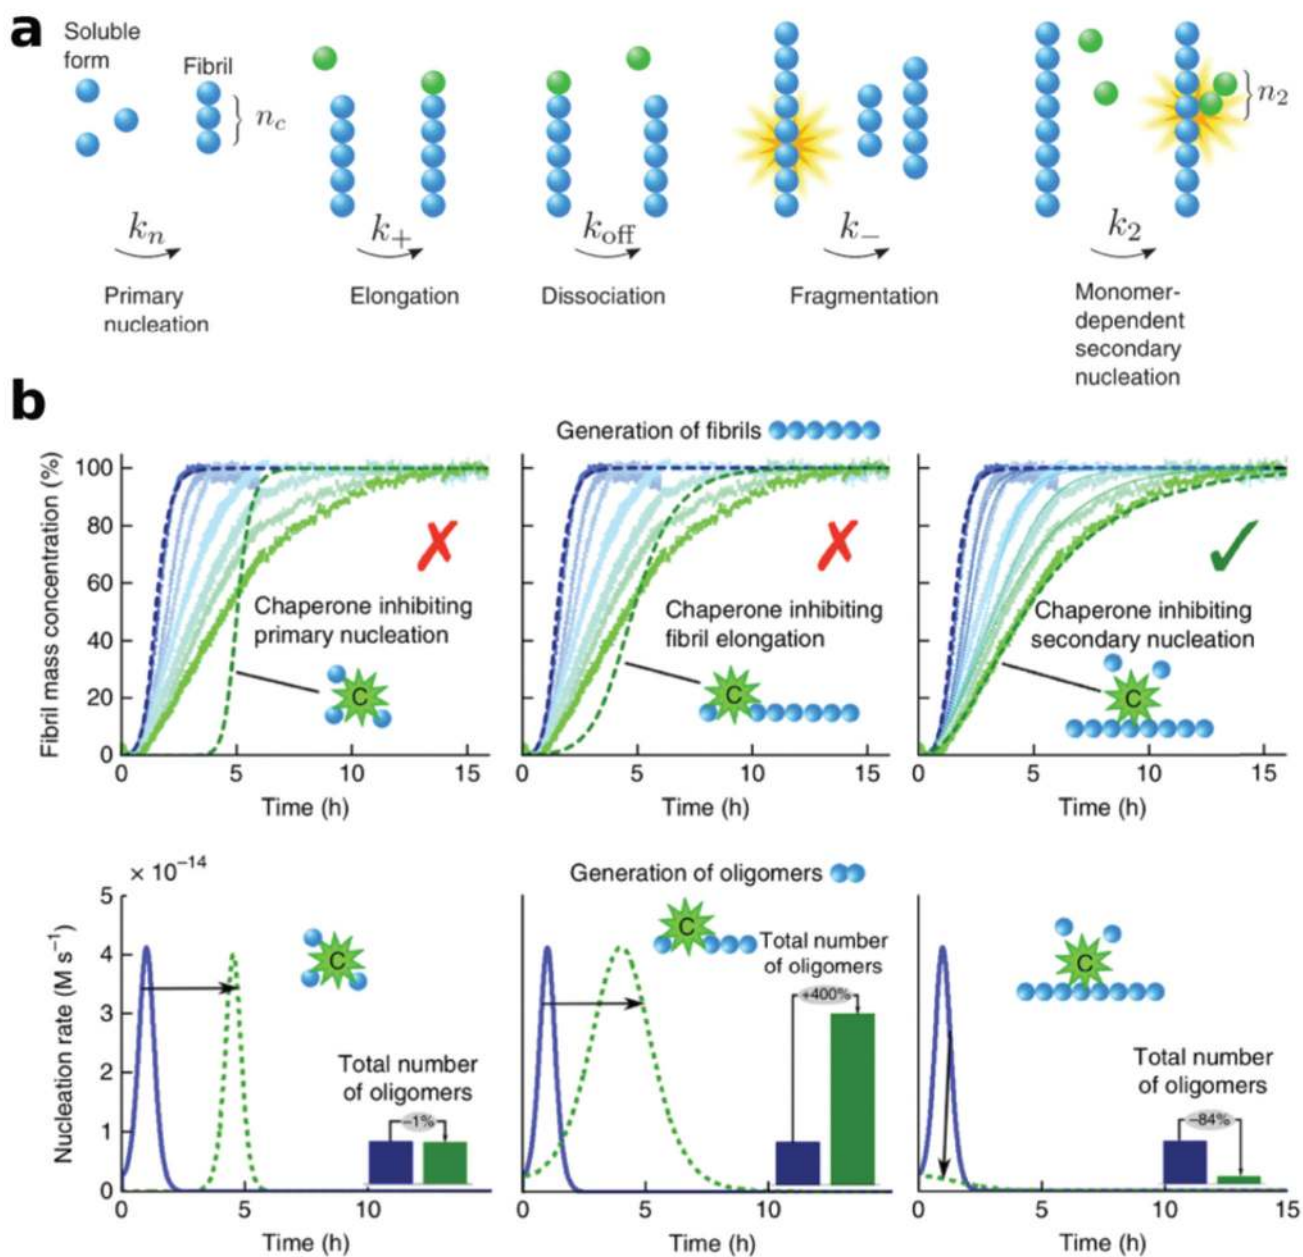 a
Soluble
form
Fibril
n_c
n_2
k_n
k_+
k_off
k_−
k_2
Primary
nucleation
Elongation
Dissociation
Fragmentation
Monomer-
dependent
secondary
nucleation
b
Generation of fibrils
Fibril mass concentration (%)
100
80
60
40
20
0
✗
Chaperone inhibiting
primary nucleation
C
0 5 10 15
Time (h)
✗
Chaperone inhibiting
fibril elongation
C
0 5 10 15
Time (h)
✓
Chaperone inhibiting
secondary nucleation
C
0 5 10 15
Time (h)
Generation of oligomers
× 10⁻¹⁴
Nucleation rate (M s⁻¹)
5
4
3
2
1
0
C
Total number
of oligomers
−1%
0 5 10
Time (h)
C
Total number
of oligomers
+400%
0 5 10
Time (h)
C
Total number
of oligomers
−84%
0 5 10 15
Time (h)